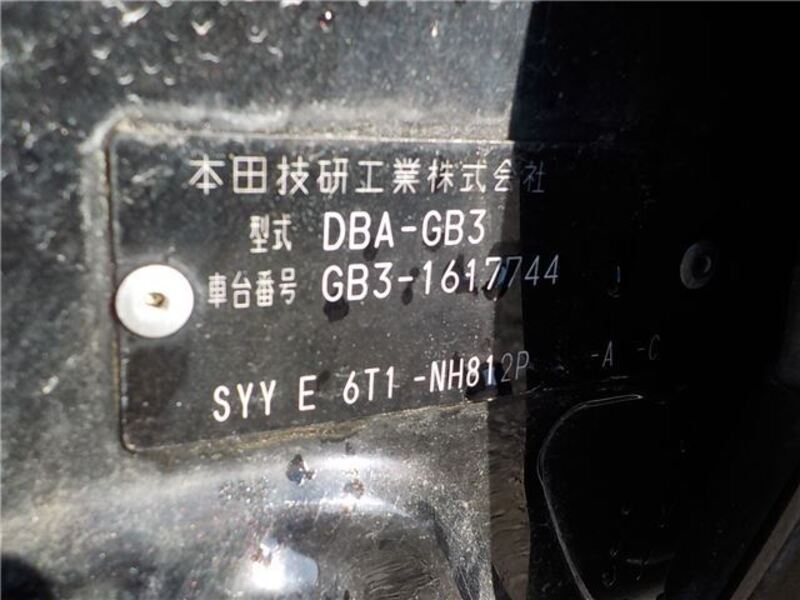 本田技研工業株式会社
型式 DBA-GB3
車台番号 GB3-1617744
SYY E 6T1 -NH812P -A -C